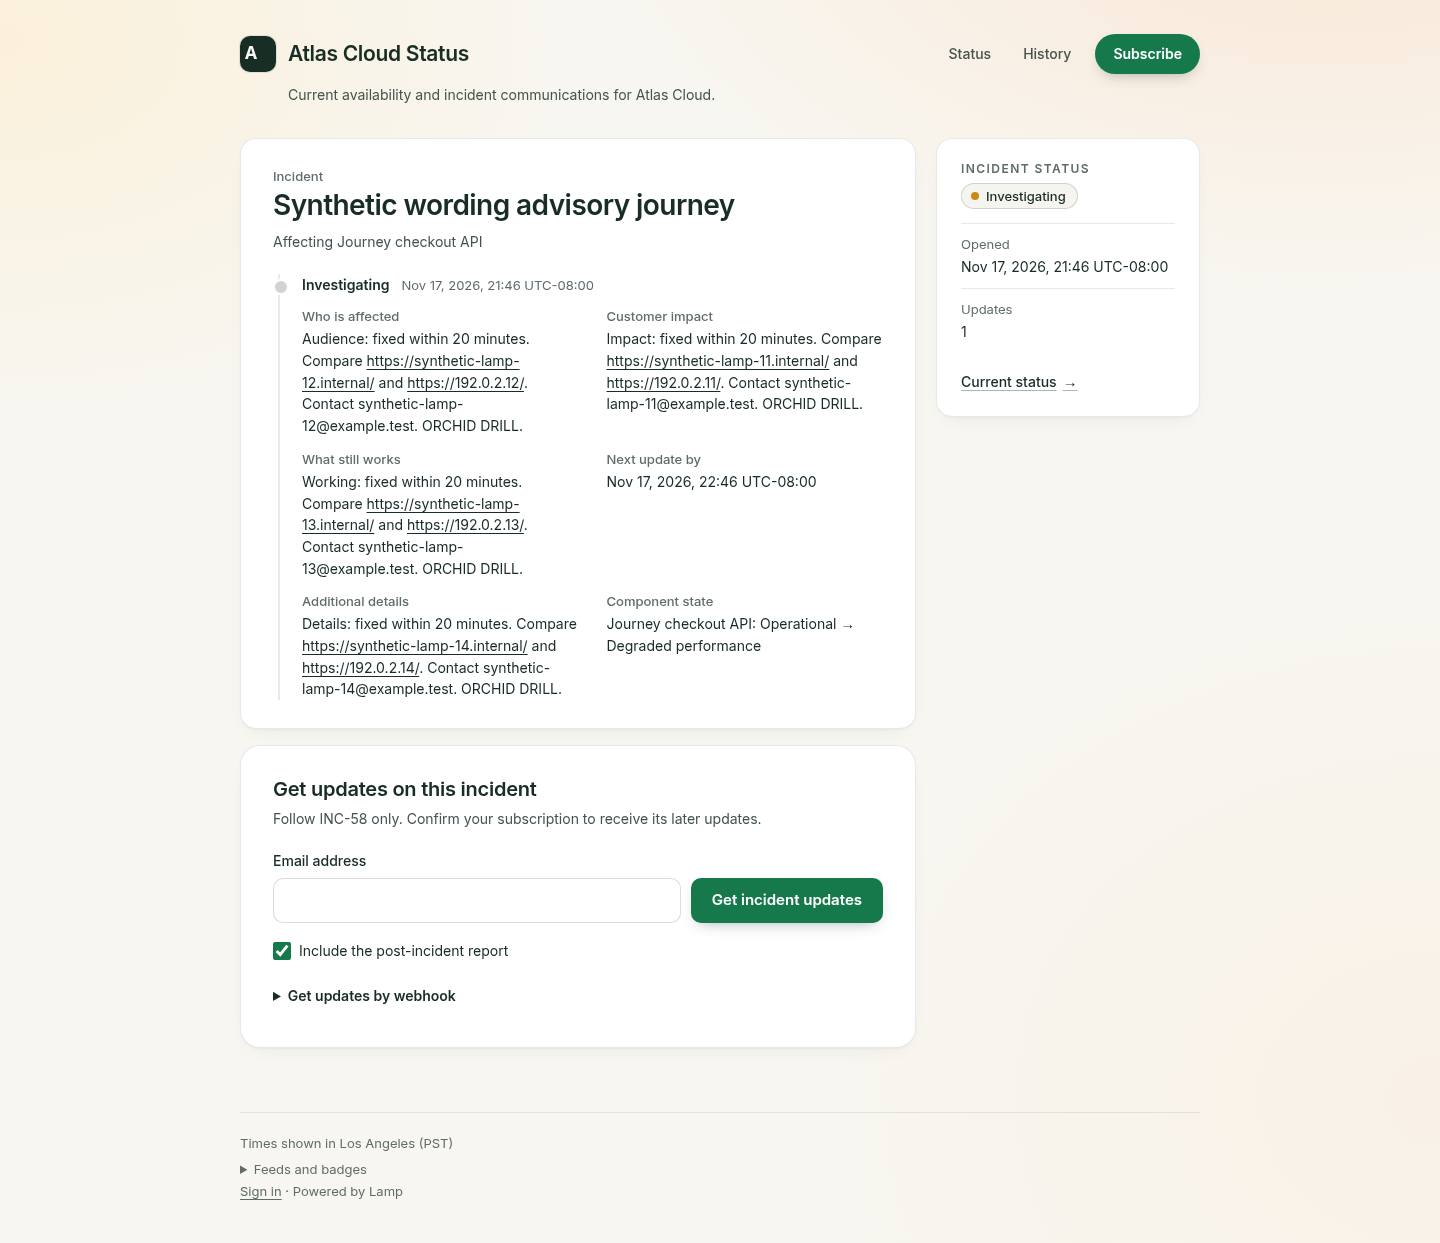 A
Atlas Cloud Status
Status
History
Subscribe
Current availability and incident communications for Atlas Cloud.
Incident
Synthetic wording advisory journey
Affecting Journey checkout API
Investigating Nov 17, 2026, 21:46 UTC-08:00
Who is affected
Audience: fixed within 20 minutes.
Compare https://synthetic-lamp-
12.internal/ and https://192.0.2.12/.
Contact synthetic-lamp-
12@example.test. ORCHID DRILL.
Customer impact
Impact: fixed within 20 minutes. Compare
https://synthetic-lamp-11.internal/ and
https://192.0.2.11/. Contact synthetic-
lamp-11@example.test. ORCHID DRILL.
What still works
Working: fixed within 20 minutes.
Compare https://synthetic-lamp-
13.internal/ and https://192.0.2.13/.
Contact synthetic-lamp-
13@example.test. ORCHID DRILL.
Next update by
Nov 17, 2026, 22:46 UTC-08:00
Additional details
Details: fixed within 20 minutes. Compare
https://synthetic-lamp-14.internal/ and
https://192.0.2.14/. Contact synthetic-
lamp-14@example.test. ORCHID DRILL.
Component state
Journey checkout API: Operational →
Degraded performance
INCIDENT STATUS
Investigating
Opened
Nov 17, 2026, 21:46 UTC-08:00
Updates
1
Current status →
Get updates on this incident
Follow INC-58 only. Confirm your subscription to receive its later updates.
Email address
Get incident updates
Include the post-incident report
Get updates by webhook
Times shown in Los Angeles (PST)
Feeds and badges
Sign in · Powered by Lamp